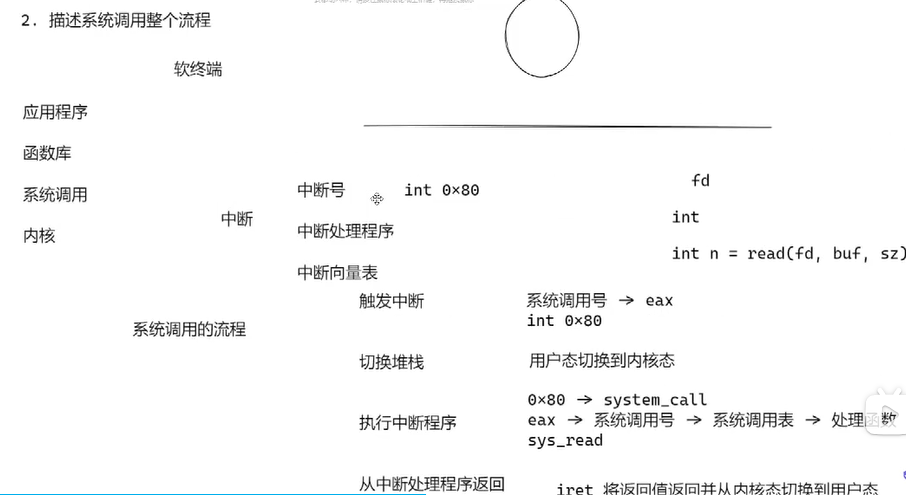 2. 描述系统调用整个流程
软终端
应用程序
函数库
系统调用
内核
中断
中断号
int 0×80
中断处理程序
中断向量表
fd
int
int n = read(fd, buf, sz)
系统调用的流程
触发中断
系统调用号 → eax
int 0×80
切换堆栈
用户态切换到内核态
执行中断程序
0×80 → system_call
eax → 系统调用号 → 系统调用表 → 处理函数
sys_read
从中断处理程序返回
iret 将返回值返回并从内核态切换到用户态